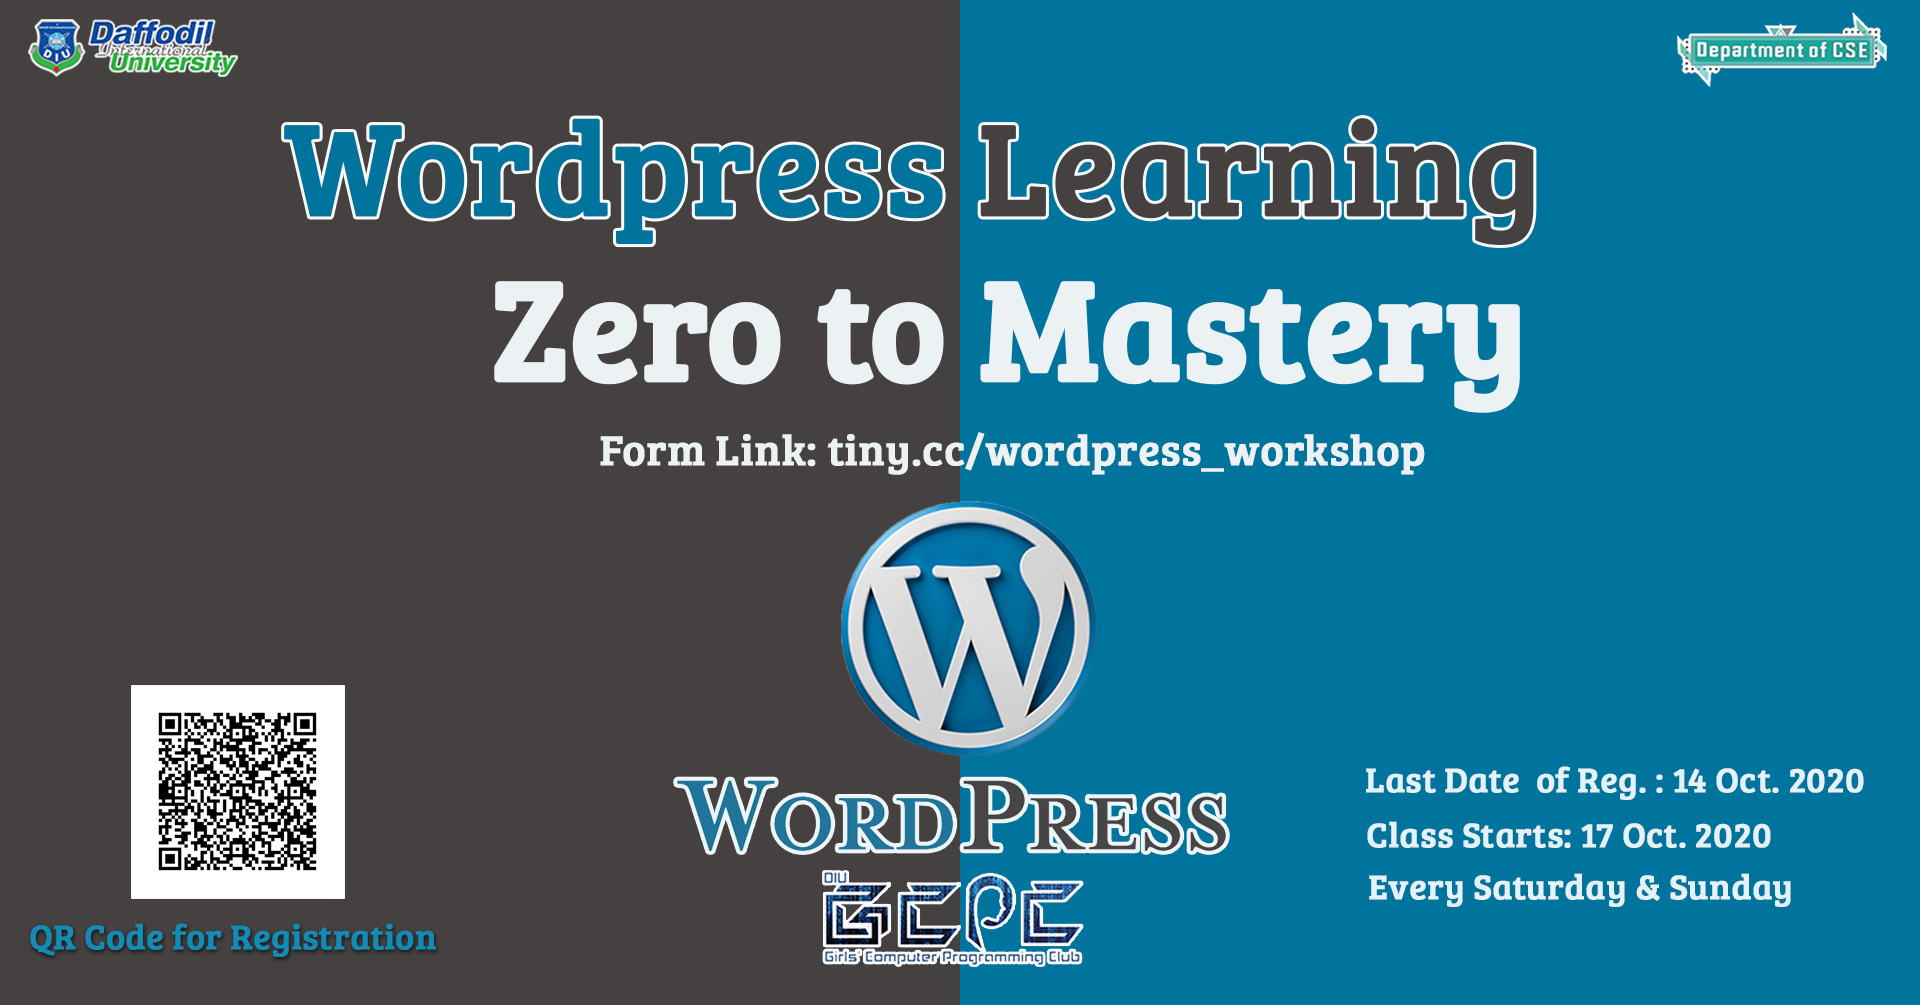 Daffodil
International
University
DIU
Department of CSE
Wordpress Learning
Zero to Mastery
Form Link: tiny.cc/wordpress_workshop
W
WORDPRESS
DIU
GCPC
Girls' Computer Programming Club
QR Code for Registration
Last Date of Reg. : 14 Oct. 2020
Class Starts: 17 Oct. 2020
Every Saturday & Sunday